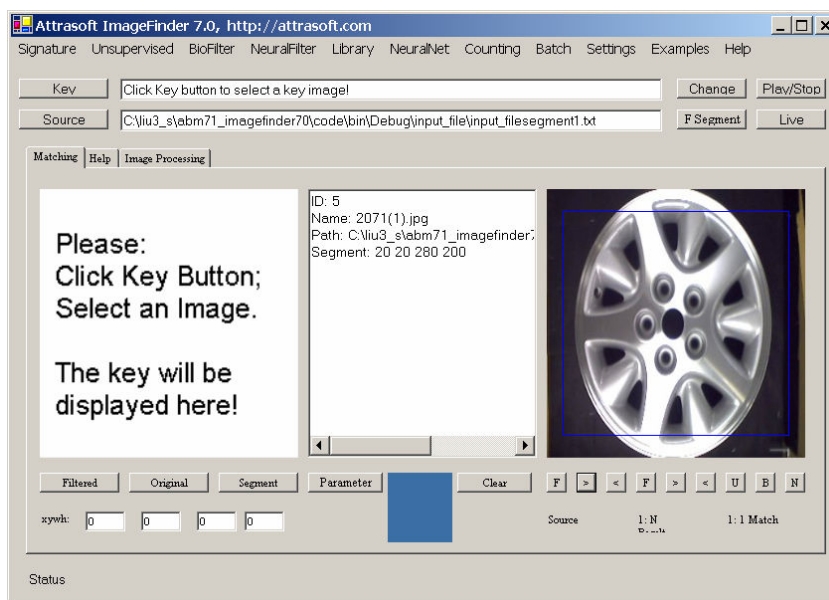 Attrasoft ImageFinder 7.0, http://attrasoft.com
Signature Unsupervised BioFilter NeuralFilter Library NeuralNet Counting Batch Settings Examples Help
Key Click Key button to select a key image! Change Play/Stop
Source C:\liu3_s\abm71_imagefinder70\code\bin\Debug\input_file\input_filesegment1.txt F Segment Live
Matching Help Image Processing
Please:
Click Key Button;
Select an Image.
The key will be
displayed here!
ID: 5
Name: 2071(1).jpg
Path: C:\liu3_s\abm71_imagefinder7
Segment: 20 20 280 200
Filtered Original Segment Parameter Clear F > < F > < U B N
xywh: 0 0 0 0 Source 1: N 1: 1 Match
Status